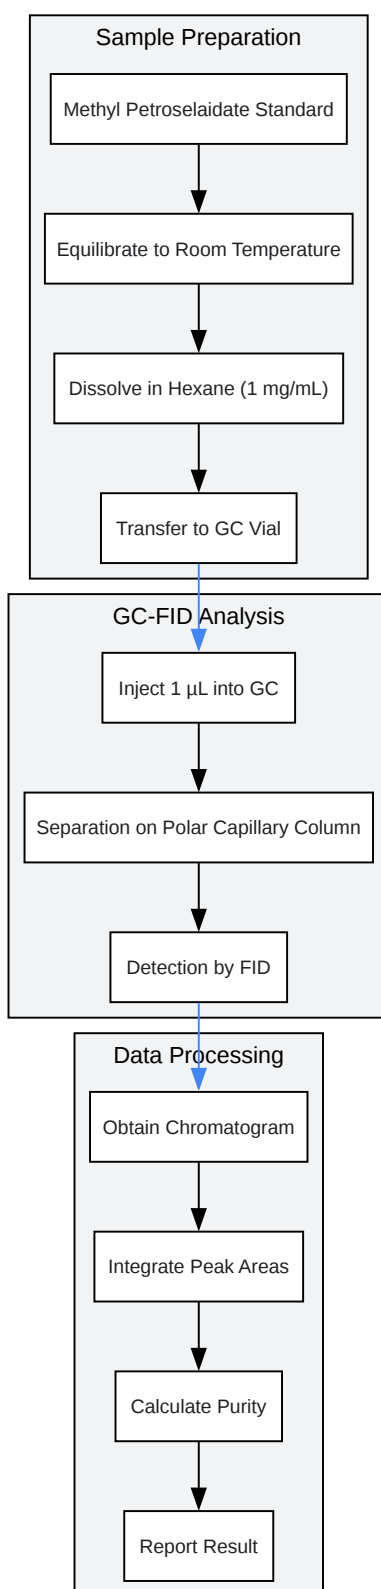 Sample Preparation
Methyl Petroselaidate Standard
Equilibrate to Room Temperature
Dissolve in Hexane (1 mg/mL)
Transfer to GC Vial
GC-FID Analysis
Inject 1 µL into GC
Separation on Polar Capillary Column
Detection by FID
Data Processing
Obtain Chromatogram
Integrate Peak Areas
Calculate Purity
Report Result